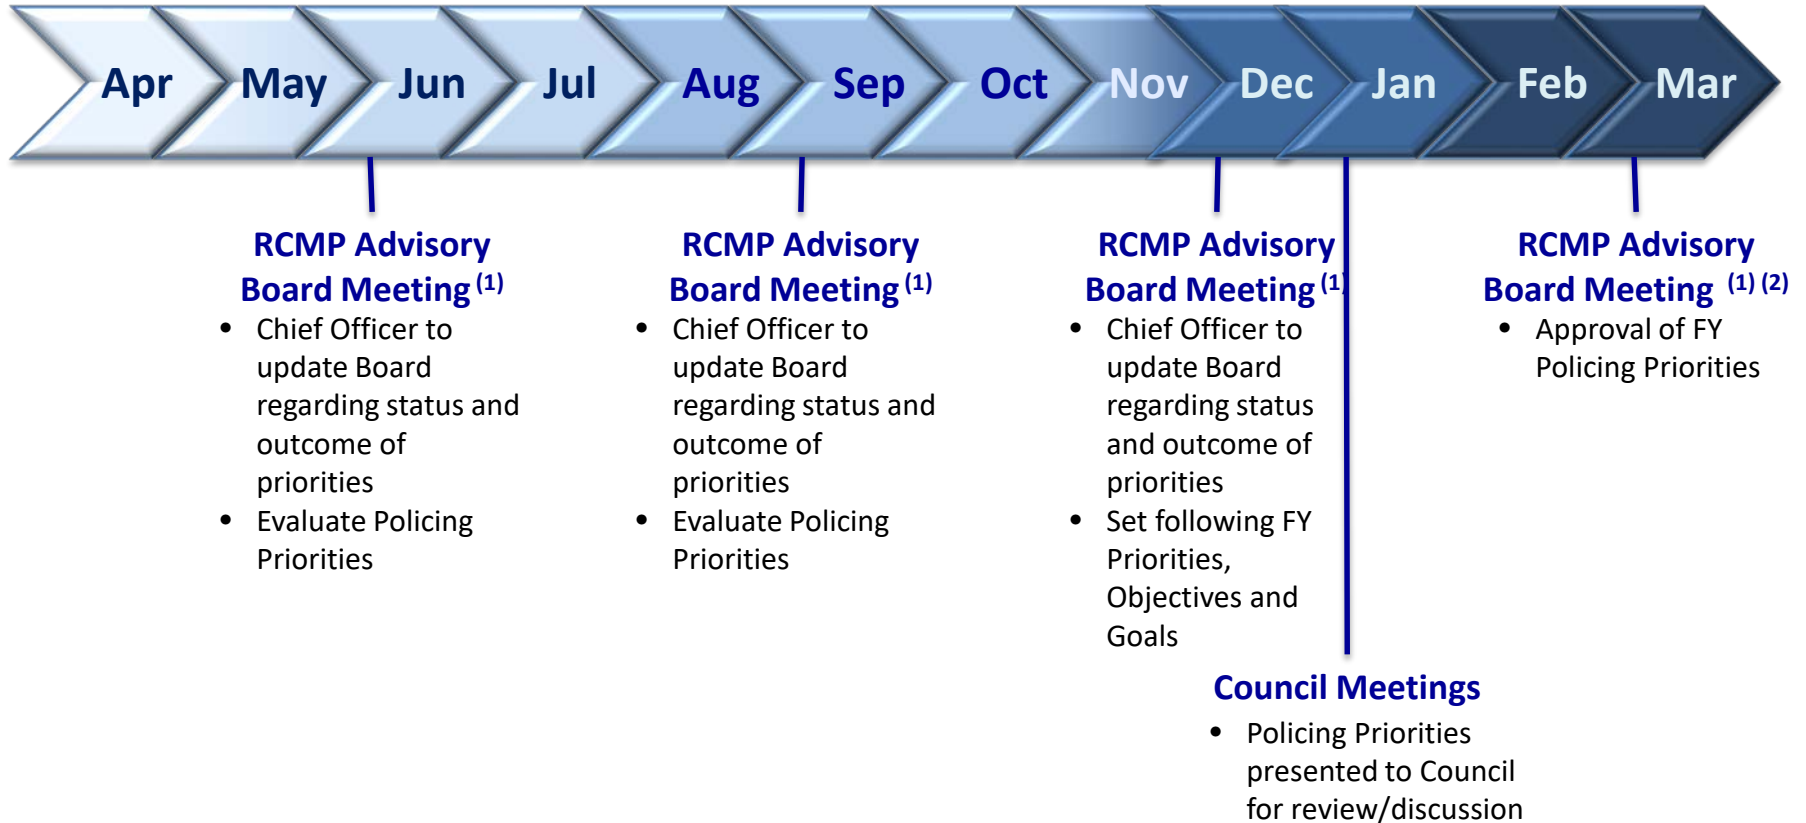 Apr May Jun Jul Aug Sep Oct Nov Dec Jan Feb Mar
RCMP Advisory
Board Meeting (1)
• Chief Officer to
update Board
regarding status and
outcome of
priorities
• Evaluate Policing
Priorities
RCMP Advisory
Board Meeting (1)
• Chief Officer to
update Board
regarding status and
outcome of
priorities
• Evaluate Policing
Priorities
RCMP Advisory
Board Meeting (1)
• Chief Officer to
update Board
regarding status
and outcome of
priorities
• Set following FY
Priorities,
Objectives and
Goals
Council Meetings
• Policing Priorities
presented to Council
for review/discussion
RCMP Advisory
Board Meeting (1) (2)
• Approval of FY
Policing Priorities